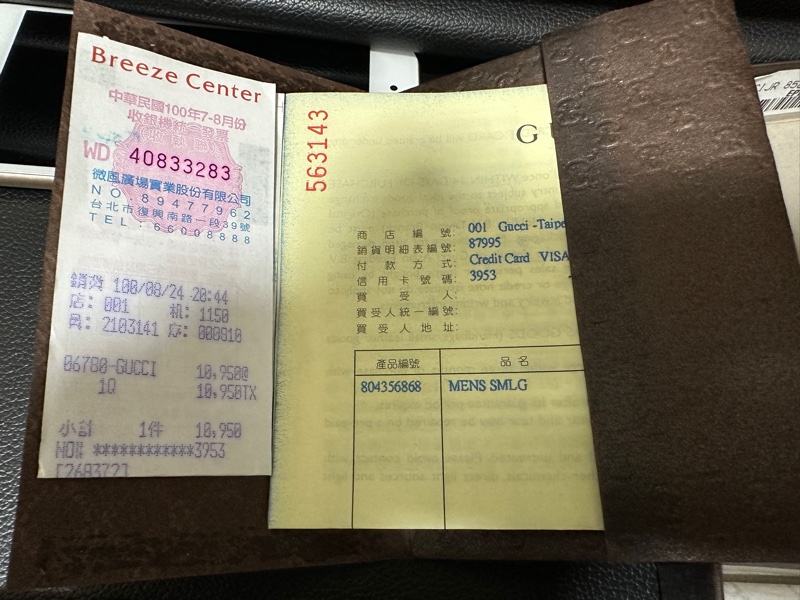 Breeze Center
中華民國100年7-8月份
收銀機統一發票
WD 40833283
微風廣場實業股份有限公司
NO:89477962
台北市復興南路一段39號
TEL:66008888
銷貨 100/08/24 20:44
店: 001 机: 1150
員: 2103141 序: 000810
06780-GUCCI 10,950@
1Q 10,950TX
小計 1件 10,950
NO:# ************3953
[268372]
563143
G
商店編號: 001 Gucci -Taipe
銷貨明細表編號: 87995
付款方式: Credit Card VISA
信用卡號碼: 3953
買受人:
買受人統一編號:
買受人地址:
產品編號 品名
804356868 MENS SMLG